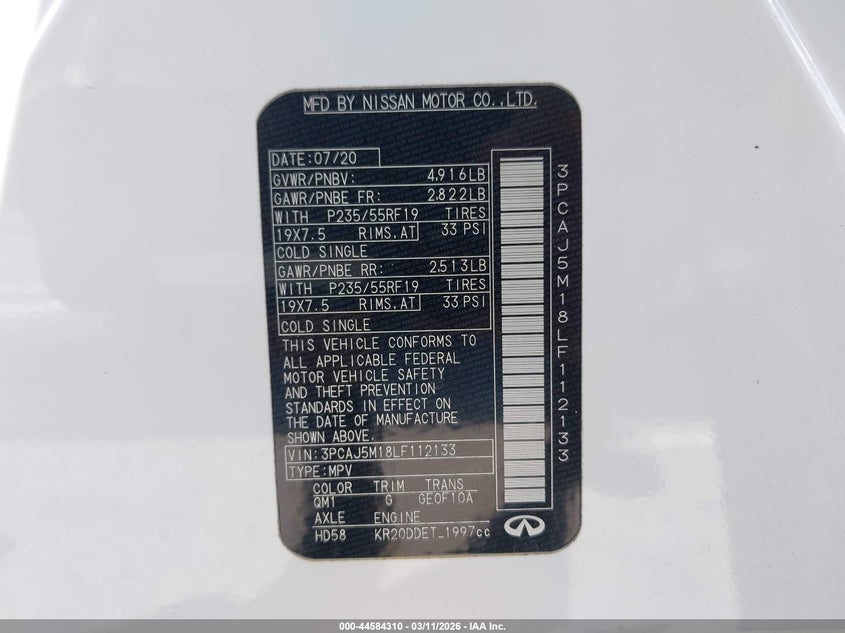 MFD BY NISSAN MOTOR CO.,LTD.
DATE:07/20
GVWR/PNBV: 4,916LB
GAWR/PNBE FR: 2,822LB
WITH P235/55RF19 TIRES
19X7.5 RIMS.AT 33 PSI
COLD SINGLE
GAWR/PNBE RR: 2,513LB
WITH P235/55RF19 TIRES
19X7.5 RIMS.AT 33 PSI
COLD SINGLE
THIS VEHICLE CONFORMS TO
ALL APPLICABLE FEDERAL
MOTOR VEHICLE SAFETY
AND THEFT PREVENTION
STANDARDS IN EFFECT ON
THE DATE OF MANUFACTURE
SHOWN ABOVE.
VIN:3PCAJ5M18LF112133
TYPE:MPV
COLOR TRIM TRANS
QM1 G GE0F10A
AXLE ENGINE
HD58 KR20DDET_1997cc
3PCAJ5M18LF112133
000-44584310 - 03/11/2026 - IAA Inc.